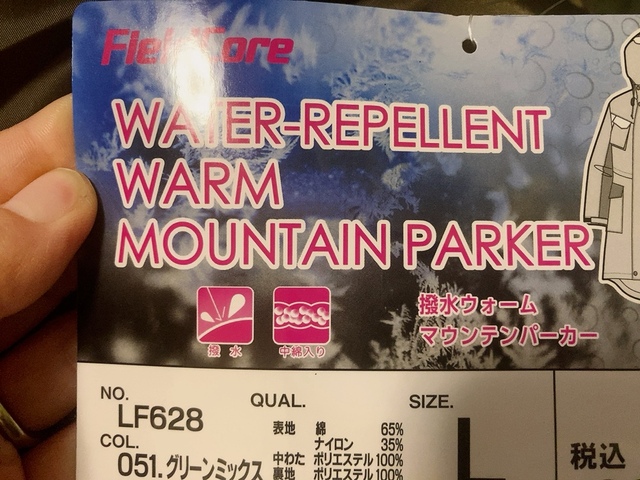 FieldCore
WATER-REPELLENT
WARM
MOUNTAIN PARKER
撥水 中綿入り
撥水ウォーム
マウンテンパーカー
NO. QUAL. SIZE.
LF628 表地 綿 65%
ナイロン 35%
COL. 中わた ポリエステル 100%
051.グリーンミックス 裏地 ポリエステル 100%
L
税込